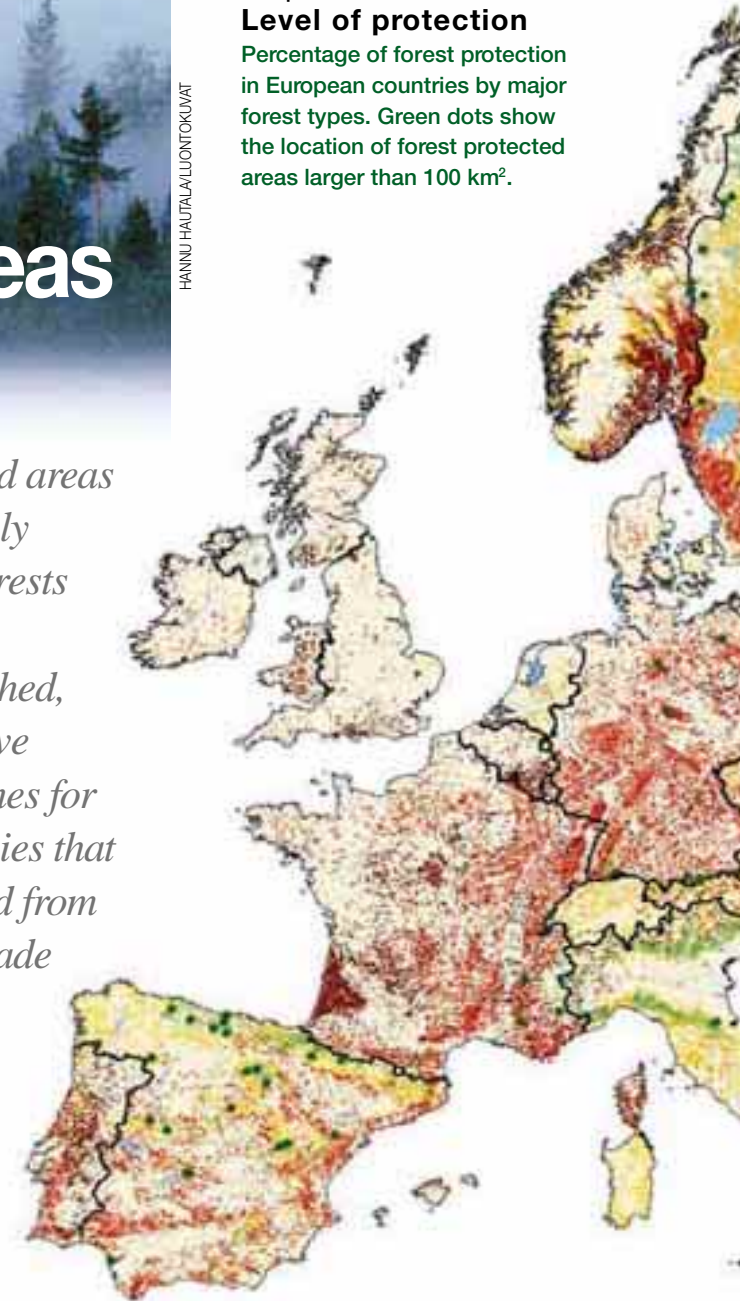 Level of protection
Percentage of forest protection
in European countries by major
forest types. Green dots show
the location of forest protected
areas larger than 100 km².
HANNU HAUTALA/LUONTOKUVAT
eas
d areas
ly
rests
hed,
ve
nes for
ies that
d from
ade